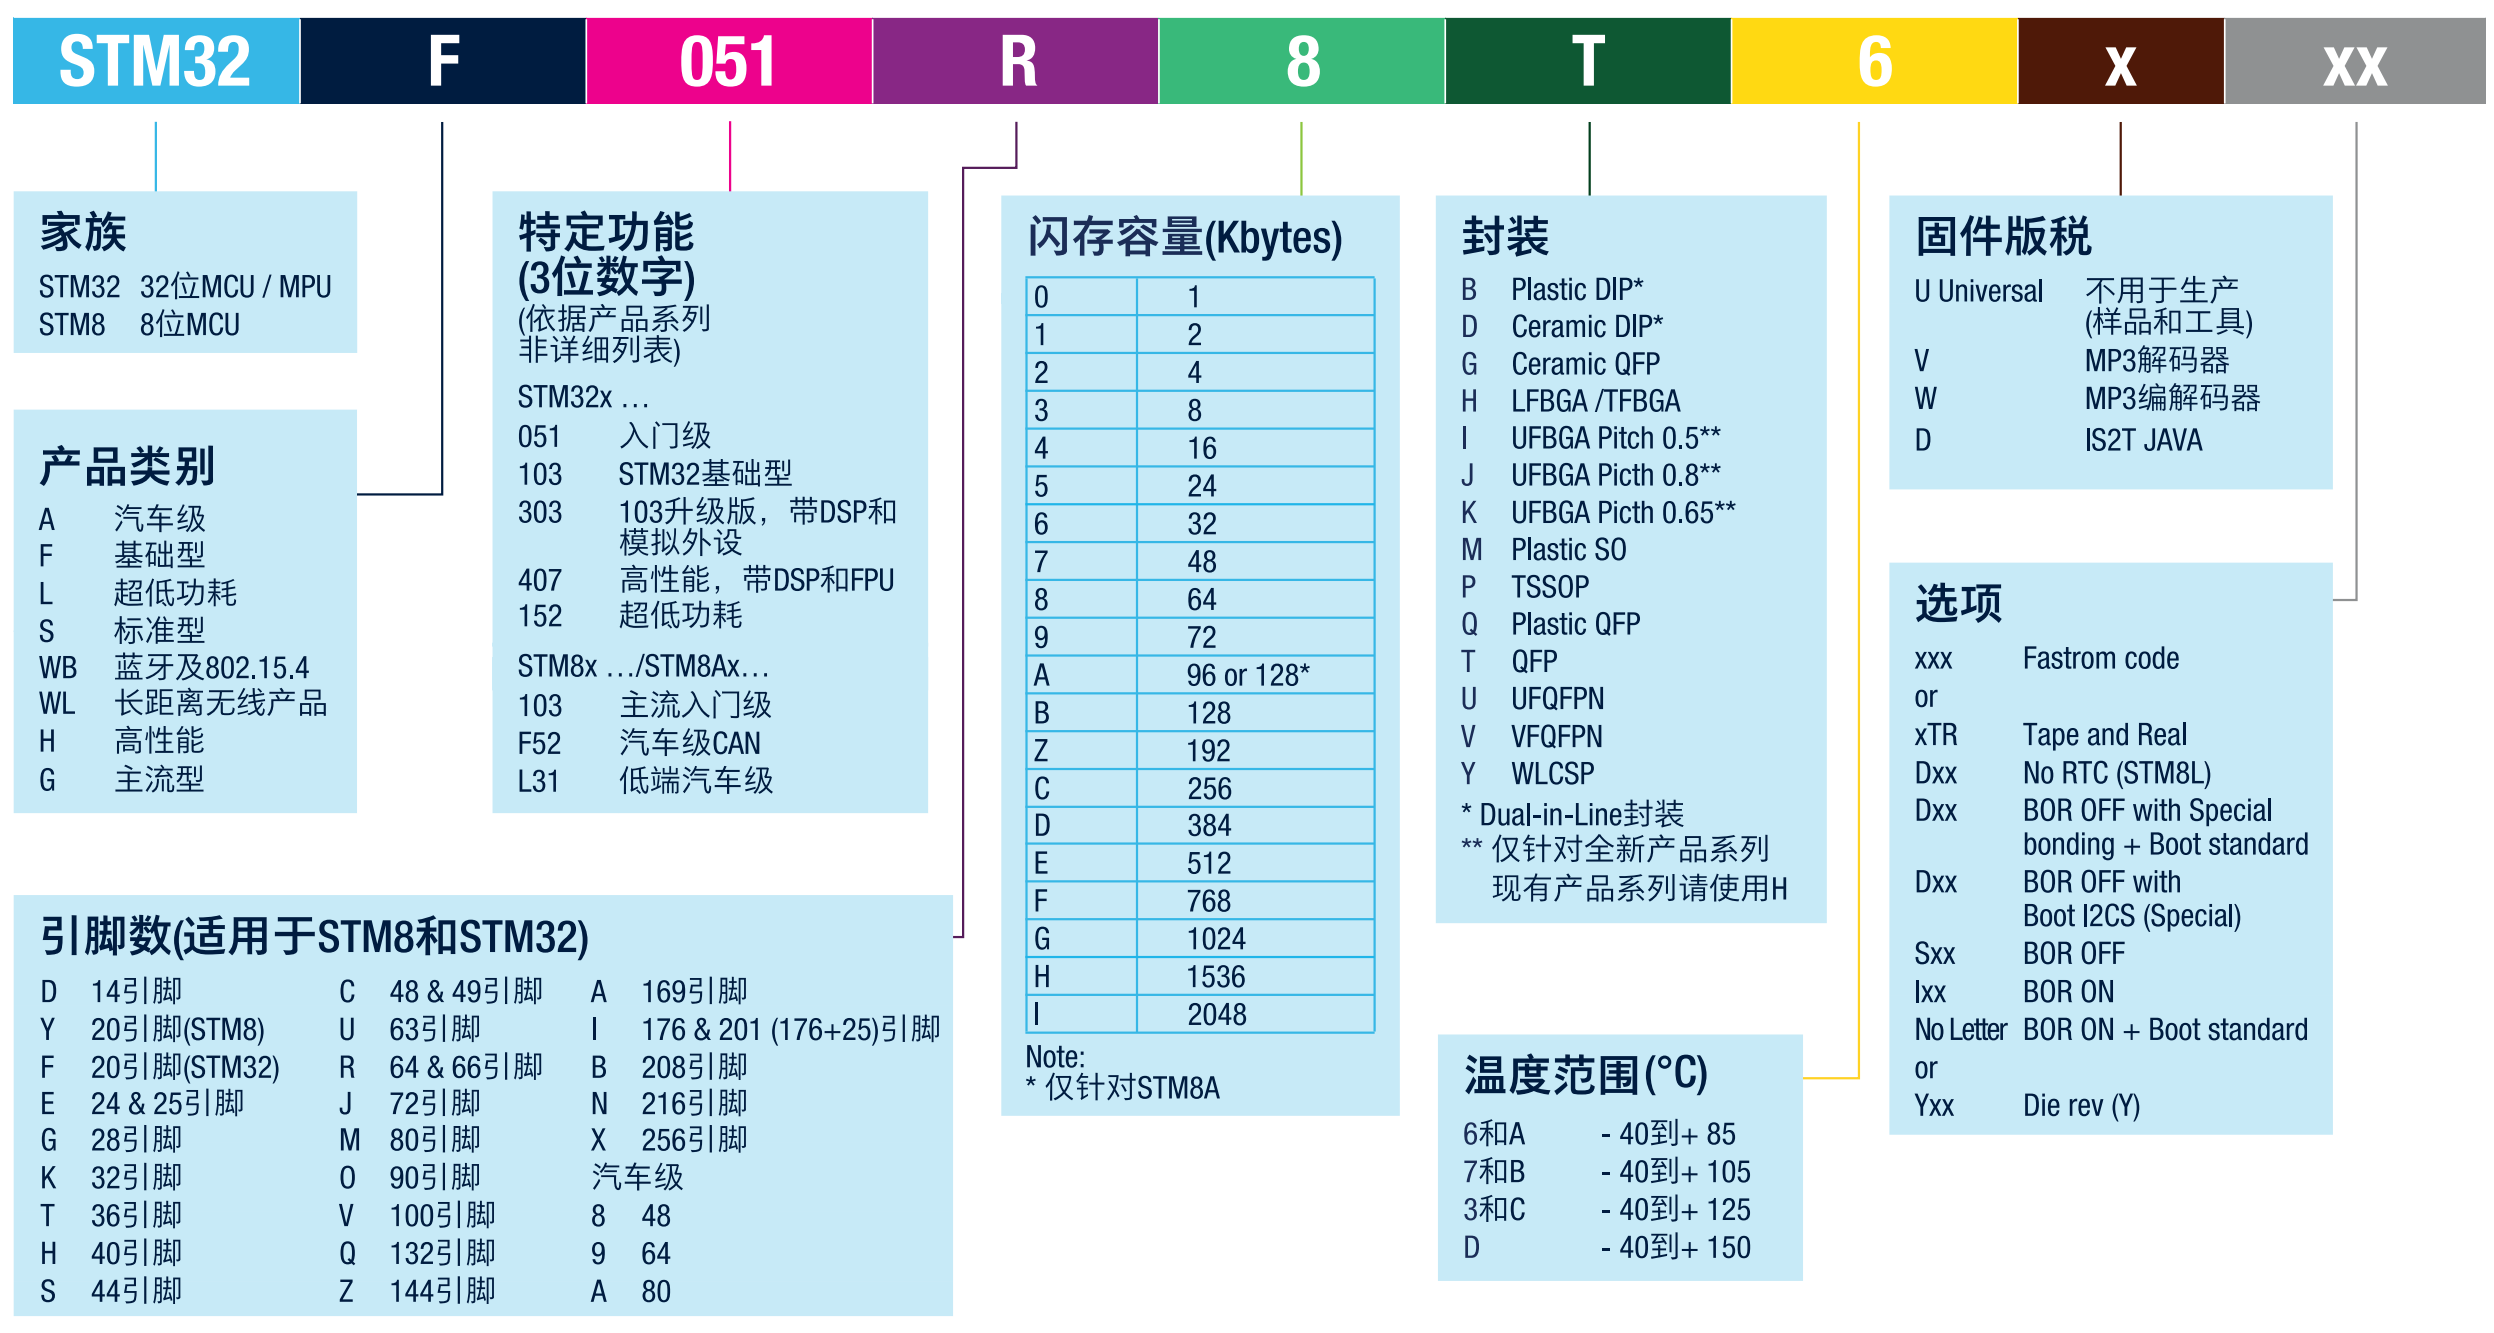 STM32 F 051 R 8 T 6 x xx
家族
STM32 32位MCU / MPU
STM8 8位MCU
产品类别
A 汽车级
F 基础型
L 超低功耗
S 标准型
WB 蓝牙及802.15.4
WL 长距离无线产品
H 高性能
G 主流型
特定功能
(3位数字)
(依据产品系列
非详细列表)
STM32x ...
051 入门级
103 STM32基础型
303 103升级版，带DSP和
模拟外设
407 高性能，带DSP和FPU
152 超低功耗
STM8x .../STM8Ax...
103 主流入门级
F52 汽车级CAN
L31 低端汽车级
引脚数(适用于STM8和STM32)
D 14引脚 C 48 & 49引脚 A 169引脚
Y 20引脚(STM8) U 63引脚 I 176 & 201 (176+25)引脚
F 20引脚(STM32) R 64 & 66引脚 B 208引脚
E 24 & 25引脚 J 72引脚 N 216引脚
G 28引脚 M 80引脚 X 256引脚
K 32引脚 O 90引脚 汽车级
T 36引脚 V 100引脚 8 48
H 40引脚 Q 132引脚 9 64
S 44引脚 Z 144引脚 A 80
闪存容量(Kbytes)
0 1
1 2
2 4
3 8
4 16
5 24
6 32
7 48
8 64
9 72
A 96 or 128*
B 128
Z 192
C 256
D 384
E 512
F 768
G 1024
H 1536
I 2048
Note:
* 仅针对STM8A
封装
B Plastic DIP*
D Ceramic DIP*
G Ceramic QFP
H LFBGA /TFBGA
I UFBGA Pitch 0.5**
J UFBGA Picth 0.8**
K UFBGA Picth 0.65**
M Plastic SO
P TSSOP
Q Plastic QFP
T QFP
U UFQFPN
V VFQFPN
Y WLCSP
* Dual-in-Line封装
** 仅针对全新产品系列
现有产品系列请使用H
温度范围(°C)
6和A - 40到+ 85
7和B - 40到+ 105
3和C - 40到+ 125
D - 40到+ 150
固件版税
U Universal 不用于生产
(样品和工具)
V MP3解码器
W MP3编解码器
D IS2T JAVA
选项
xxx Fastrom code
or
xTR Tape and Real
Dxx No RTC (STM8L)
Dxx BOR OFF with Special
bonding + Boot standard
Dxx BOR OFF with
Boot I2CS (Special)
Sxx BOR OFF
Ixx BOR ON
No Letter BOR ON + Boot standard
or
Yxx Die rev (Y)